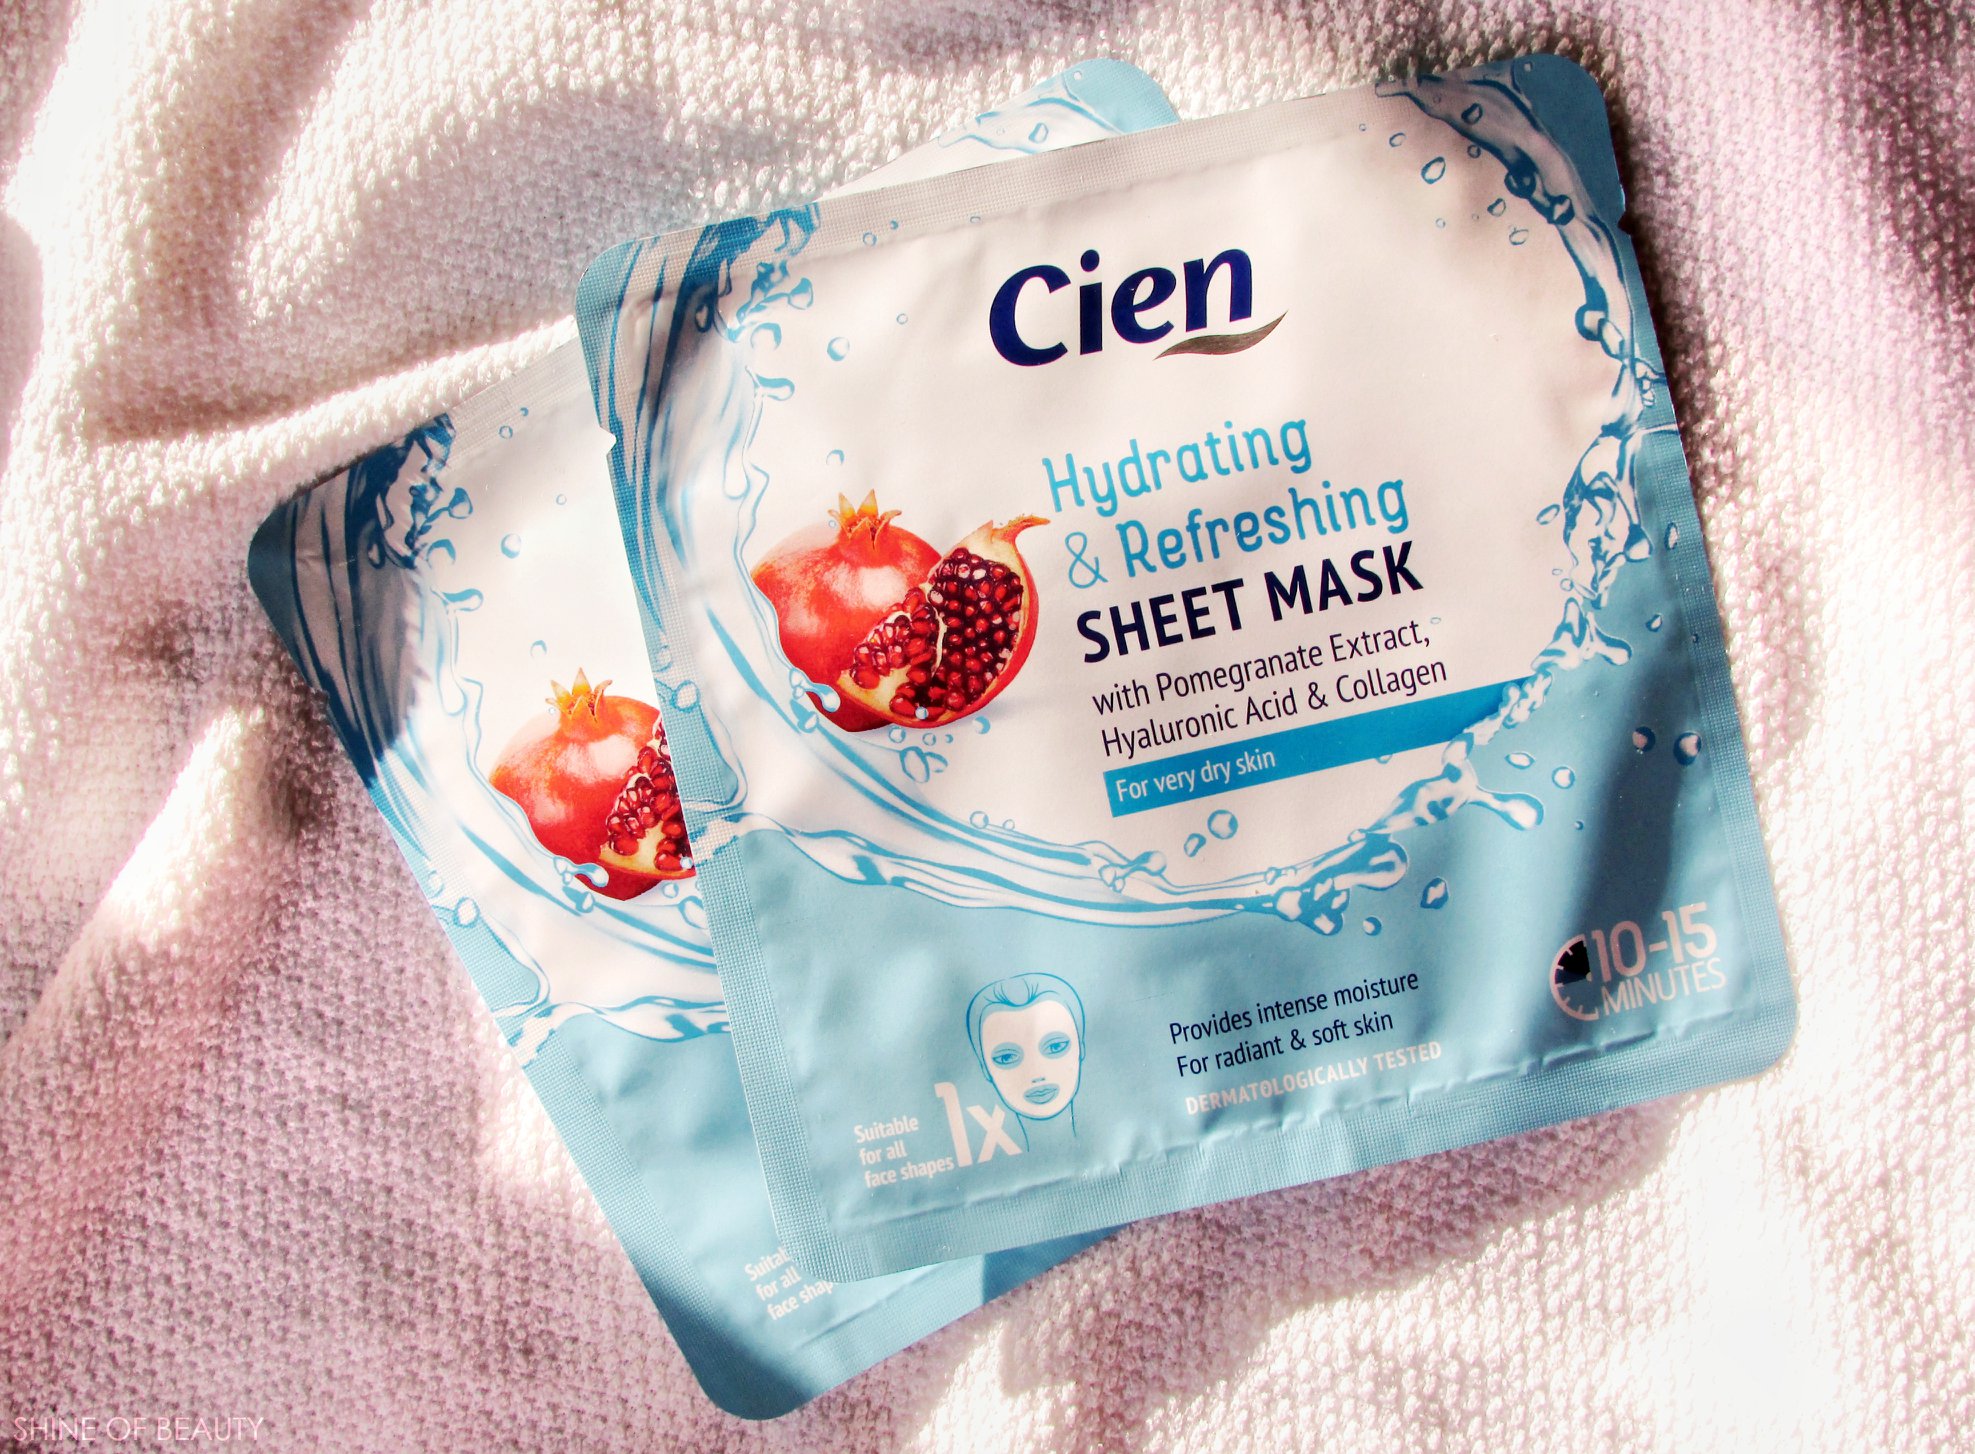 Cien
Hydrating
& Refreshing
SHEET MASK
with Pomegranate Extract,
Hyaluronic Acid & Collagen
For very dry skin
10-15
MINUTES
Provides intense moisture
For radiant & soft skin
DERMATOLOGICALLY TESTED
Suitable
for all
face shapes
1x
Suitab
for all
face shap
SHINE OF BEAUTY